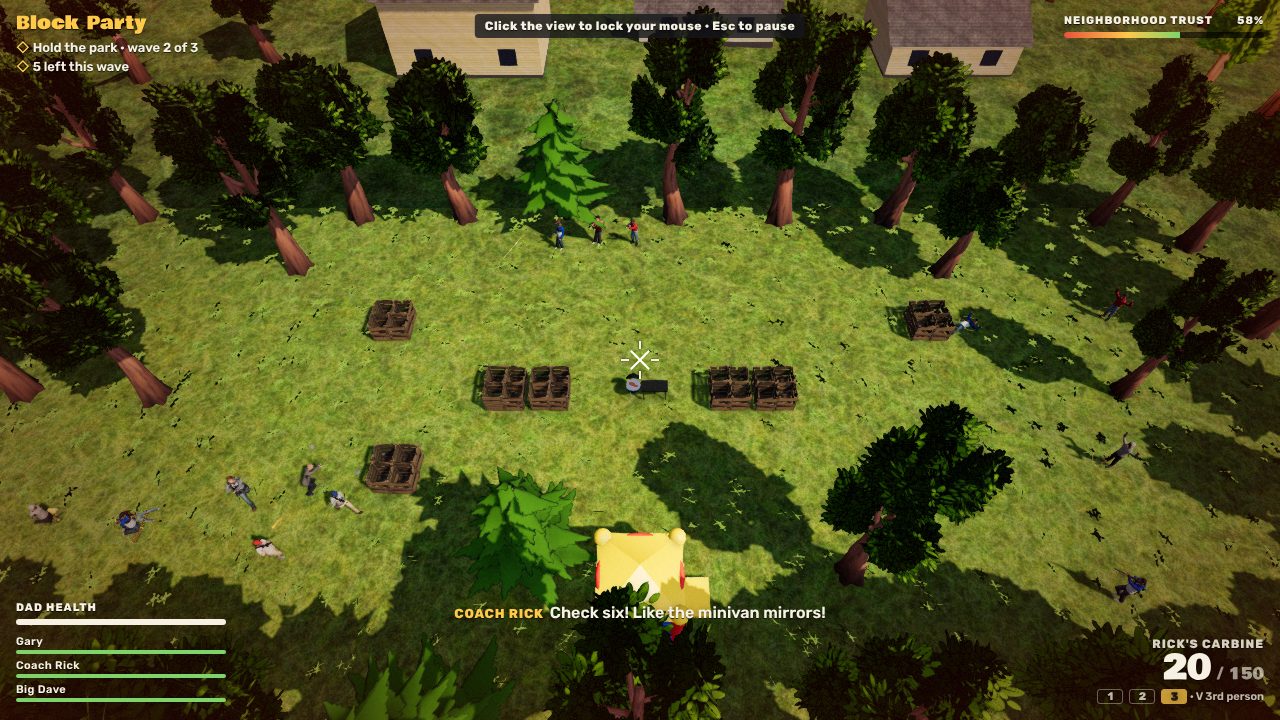 Block Party
Hold the park • wave 2 of 3
5 left this wave
Click the view to lock your mouse • Esc to pause
NEIGHBORHOOD TRUST 58%
COACH RICK Check six! Like the minivan mirrors!
DAD HEALTH
Gary
Coach Rick
Big Dave
RICK'S CARBINE
20 / 150
1 2 3 • V 3rd person